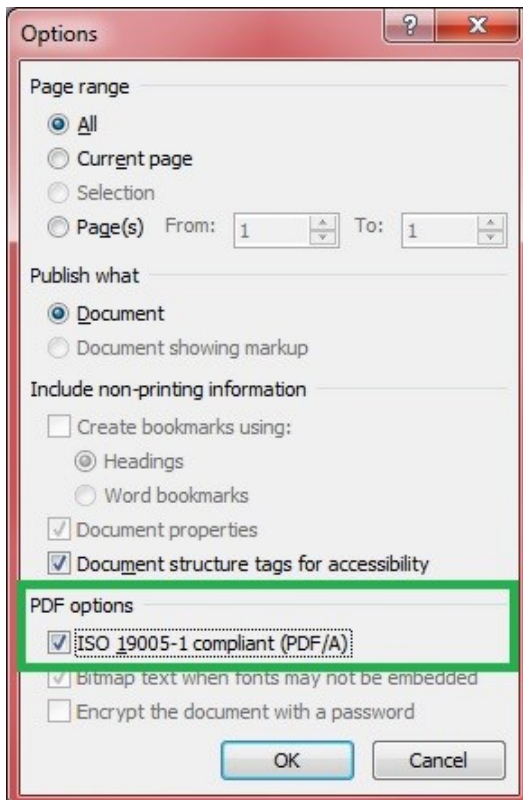 Options
?
X
Page range
All
Current page
Selection
Page(s) From: 1 To: 1
Publish what
Document
Document showing markup
Include non-printing information
Create bookmarks using:
Headings
Word bookmarks
Document properties
Document structure tags for accessibility
PDF options
ISO 19005-1 compliant (PDF/A)
Bitmap text when fonts may not be embedded
Encrypt the document with a password
OK Cancel